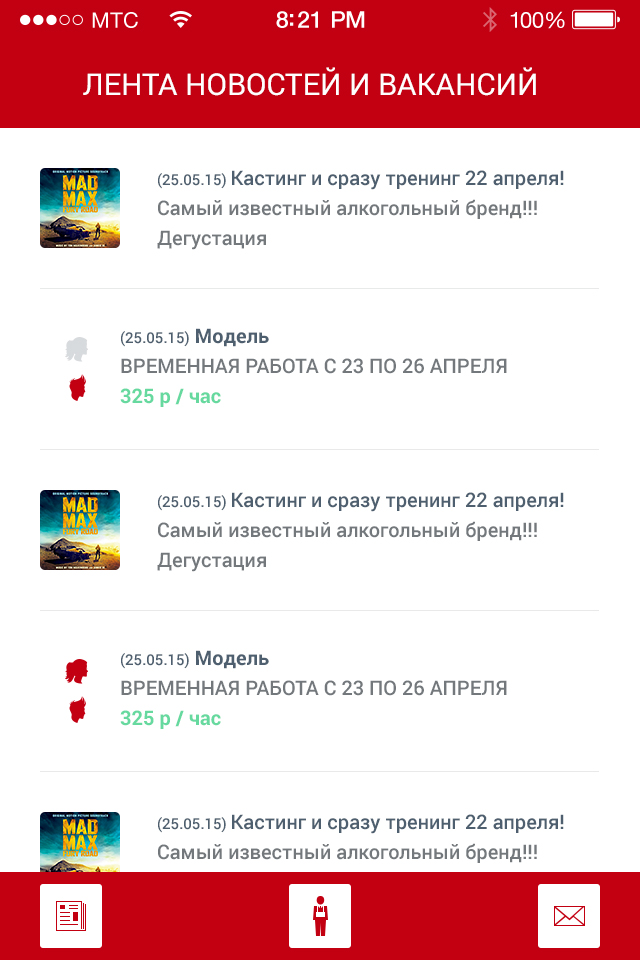 МТС 8:21 PM 100%
ЛЕНТА НОВОСТЕЙ И ВАКАНСИЙ
(25.05.15) Кастинг и сразу тренинг 22 апреля!
Самый известный алкогольный бренд!!!
Дегустация
MAD
MAX
FURY ROAD
(25.05.15) Модель
ВРЕМЕННАЯ РАБОТА С 23 ПО 26 АПРЕЛЯ
325 р / час
(25.05.15) Кастинг и сразу тренинг 22 апреля!
Самый известный алкогольный бренд!!!
Дегустация
MAD
MAX
FURY ROAD
(25.05.15) Модель
ВРЕМЕННАЯ РАБОТА С 23 ПО 26 АПРЕЛЯ
325 р / час
(25.05.15) Кастинг и сразу тренинг 22 апреля!
Самый известный алкогольный бренд!!!
MAD
MAX